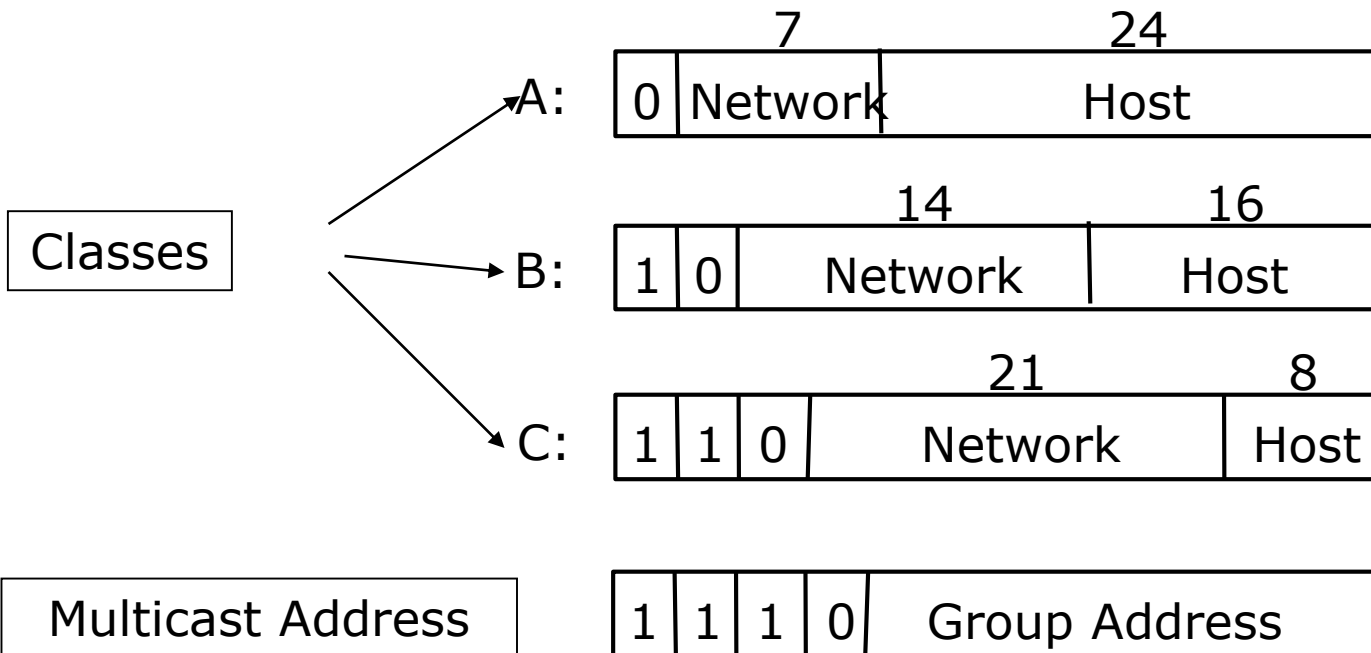 7 24
A: 0 Network Host
14 16
Classes B: 1 0 Network Host
21 8
C: 1 1 0 Network Host
Multicast Address 1 1 1 0 Group Address